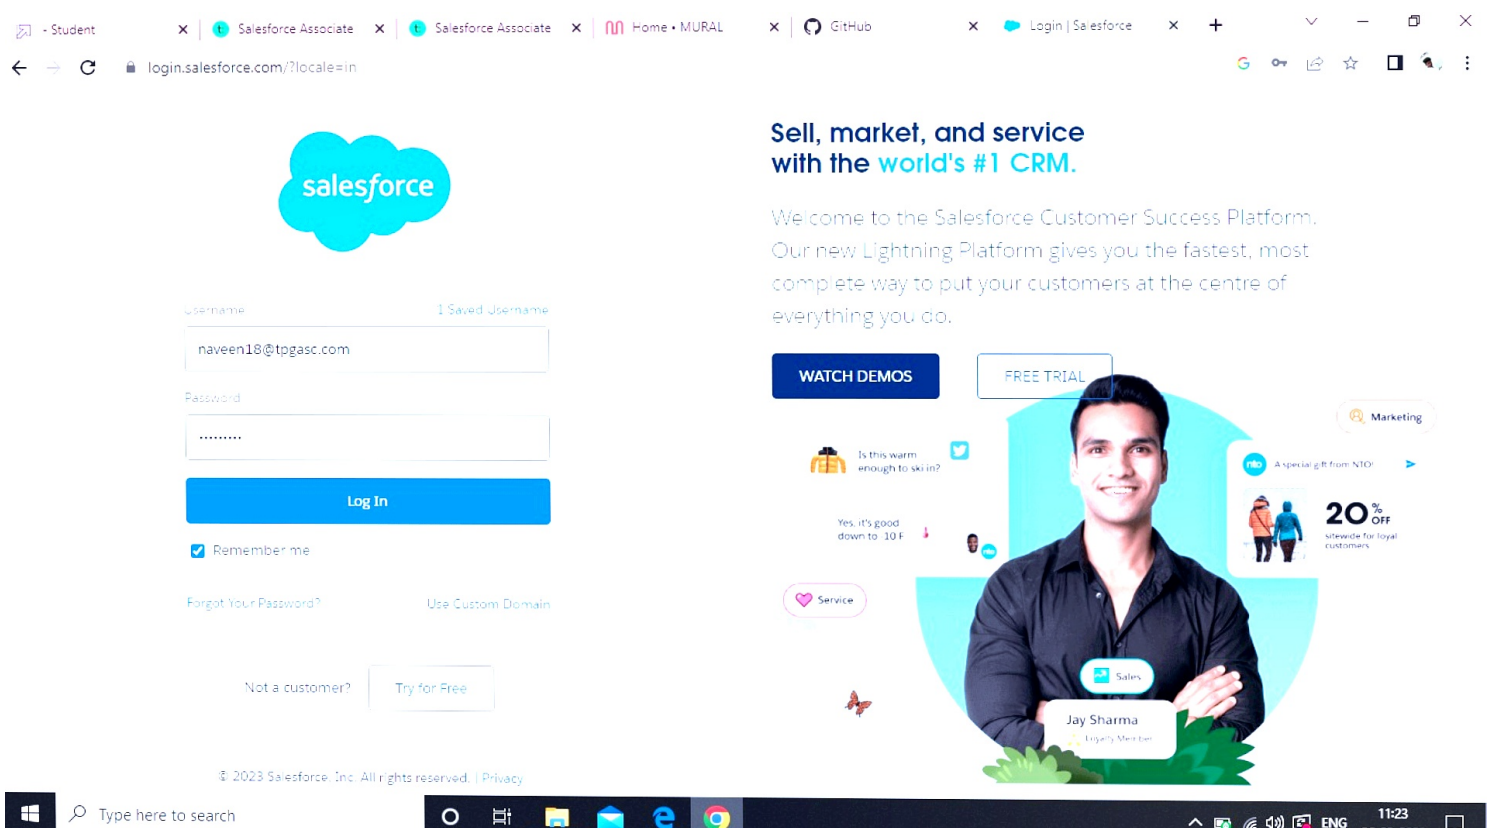 - Student
Salesforce Associate
Salesforce Associate
Home • MURAL
GitHub
Login | Salesforce
login.salesforce.com/?locale=in
salesforce
Username
1 Saved Username
naveen18@tpgasc.com
Password
Log In
Remember me
Forgot Your Password?
Use Custom Domain
Not a customer?
Try for Free
© 2023 Salesforce, Inc. All rights reserved. | Privacy
Sell, market, and service
with the world's #1 CRM.
Welcome to the Salesforce Customer Success Platform.
Our new Lightning Platform gives you the fastest, most
complete way to put your customers at the centre of
everything you do.
WATCH DEMOS
FREE TRIAL
Marketing
Is this warm
enough to ski in?
nto
A special gift from NTO!
20% OFF
sitewide for loyal
customers
Yes, it's good
down to -10 F
nto
Service
Sales
Jay Sharma
Loyalty Member
Type here to search
ENG
11:23